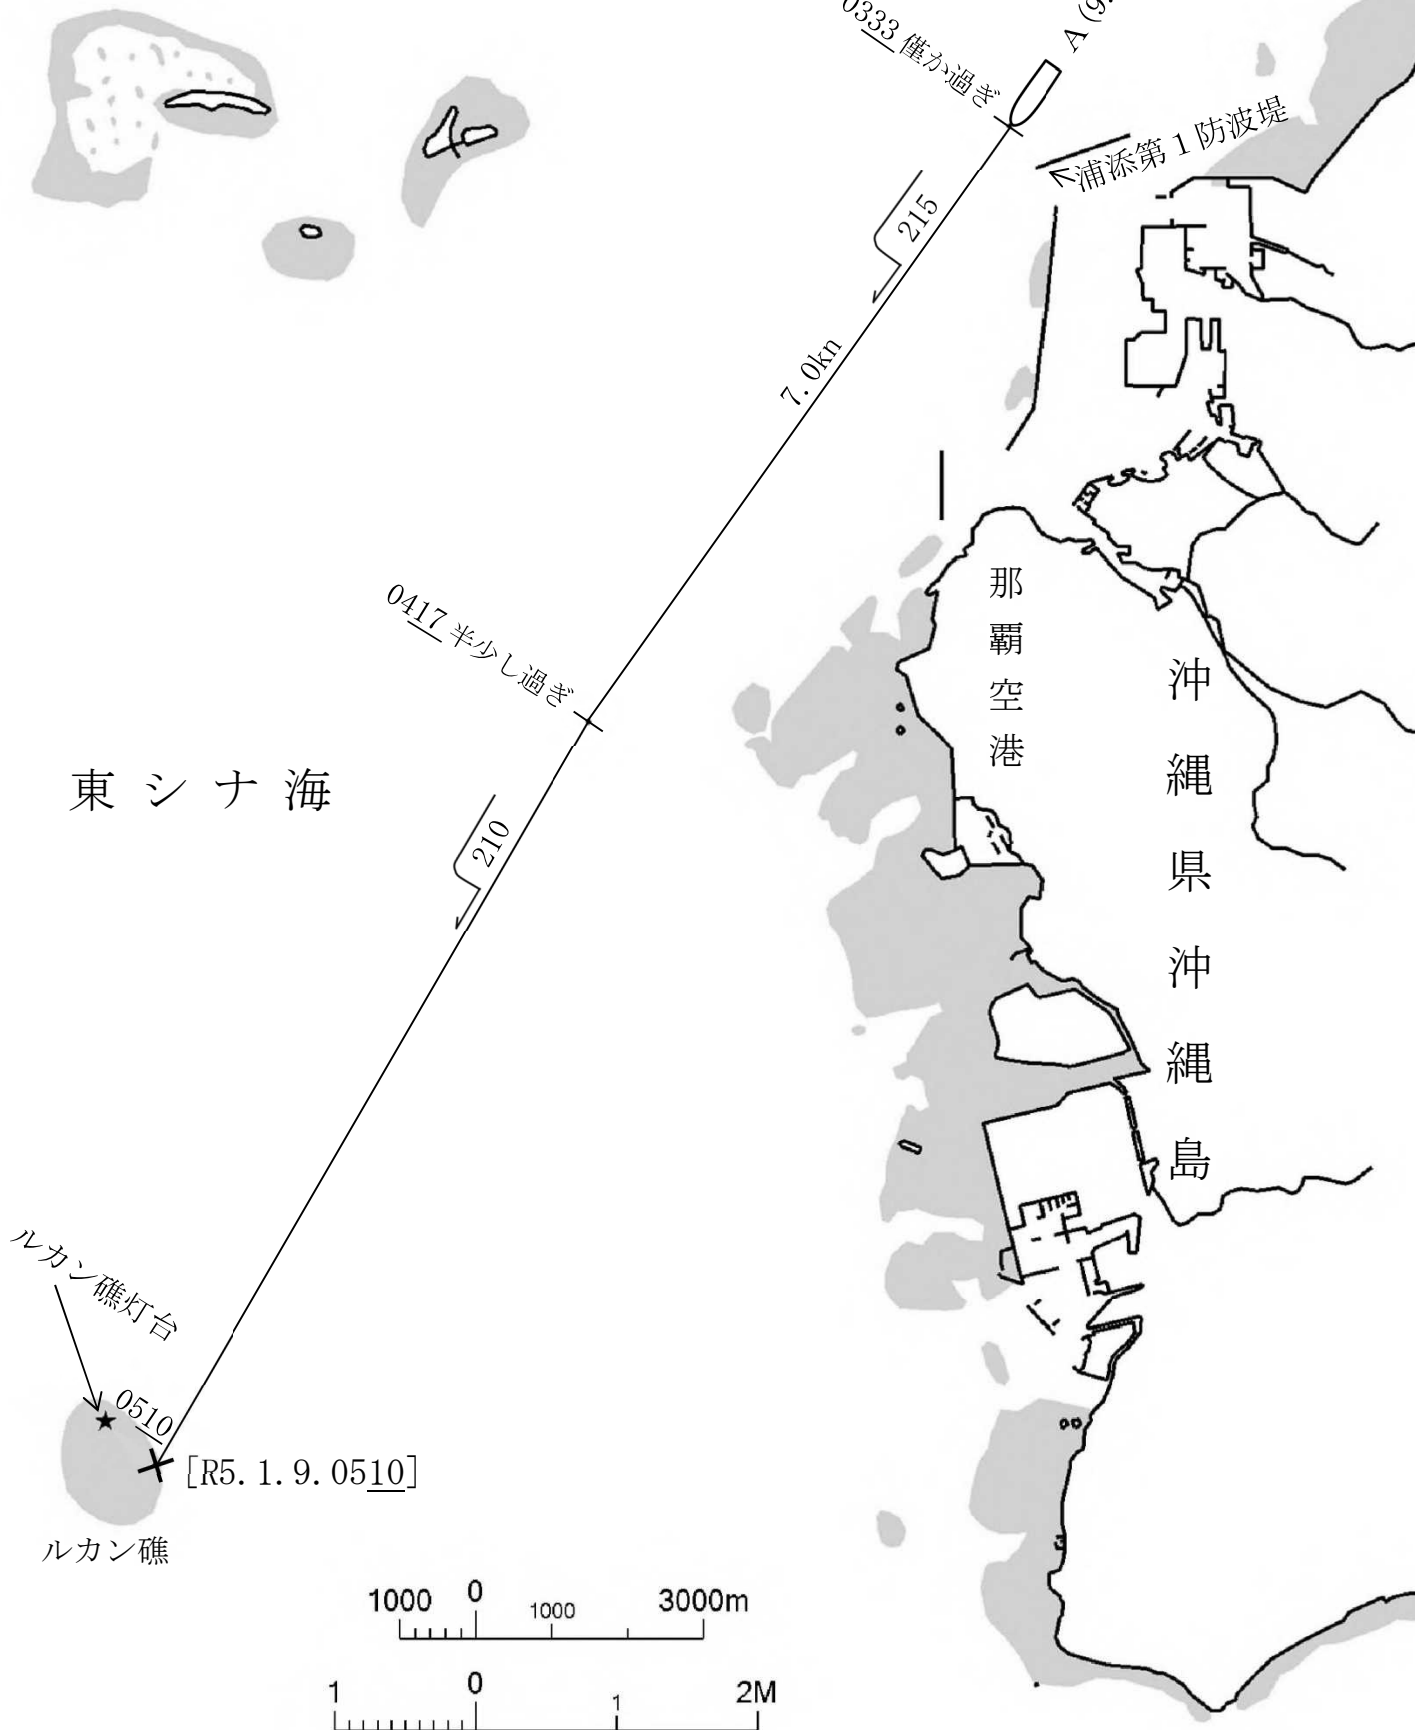 0333 僅か過ぎ
A (9
浦添第1防波堤
215
7.0kn
那覇空港
0417 半少し過ぎ
沖縄県沖縄島
東シナ海
210
ルカン礁灯台
0510
[R5.1.9.0510]
ルカン礁
1000 0 1000 3000m
1 0 1 2M